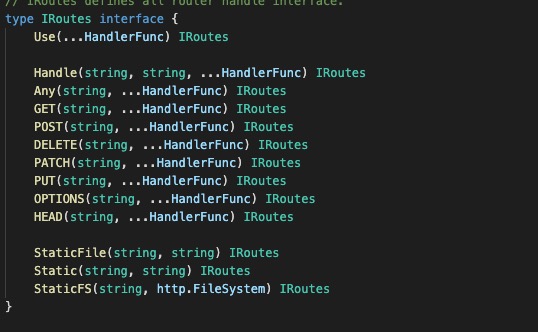 // IRoutes defines all router handle interface.
type IRoutes interface {
Use(...HandlerFunc) IRoutes
Handle(string, string, ...HandlerFunc) IRoutes
Any(string, ...HandlerFunc) IRoutes
GET(string, ...HandlerFunc) IRoutes
POST(string, ...HandlerFunc) IRoutes
DELETE(string, ...HandlerFunc) IRoutes
PATCH(string, ...HandlerFunc) IRoutes
PUT(string, ...HandlerFunc) IRoutes
OPTIONS(string, ...HandlerFunc) IRoutes
HEAD(string, ...HandlerFunc) IRoutes
StaticFile(string, string) IRoutes
Static(string, string) IRoutes
StaticFS(string, http.FileSystem) IRoutes
}